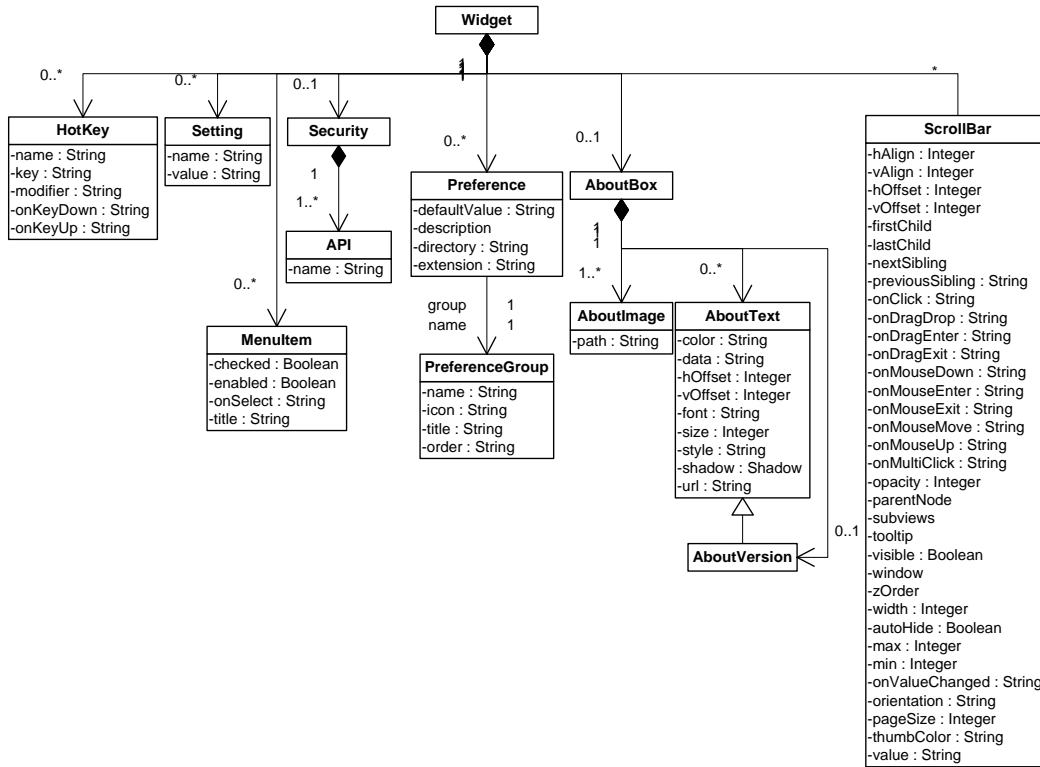 Widget
1
1
1
0..*
0..*
0..1
*
HotKey
-name : String
-key : String
-modifier : String
-onKeyDown : String
-onKeyUp : String
Setting
-name : String
-value : String
Security
1
1..*
API
-name : String
0..*
MenuItem
-checked : Boolean
-enabled : Boolean
-onSelect : String
-title : String
0..*
Preference
-defaultValue : String
-description
-directory : String
-extension : String
group 1
name 1
PreferenceGroup
-name : String
-icon : String
-title : String
-order : String
0..1
AboutBox
1
1
1
1..*
0..*
AboutImage
-path : String
AboutText
-color : String
-data : String
-hOffset : Integer
-vOffset : Integer
-font : String
-size : Integer
-style : String
-shadow : Shadow
-url : String
0..1
AboutVersion
ScrollBar
-hAlign : Integer
-vAlign : Integer
-hOffset : Integer
-vOffset : Integer
-firstChild
-lastChild
-nextSibling
-previousSibling : String
-onClick : String
-onDragDrop : String
-onDragEnter : String
-onDragExit : String
-onMouseDown : String
-onMouseEnter : String
-onMouseExit : String
-onMouseMove : String
-onMouseUp : String
-onMultiClick : String
-opacity : Integer
-parentNode
-subviews
-tooltip
-visible : Boolean
-window
-zOrder
-width : Integer
-autoHide : Boolean
-max : Integer
-min : Integer
-onValueChanged : String
-orientation : String
-pageSize : Integer
-thumbColor : String
-value : String